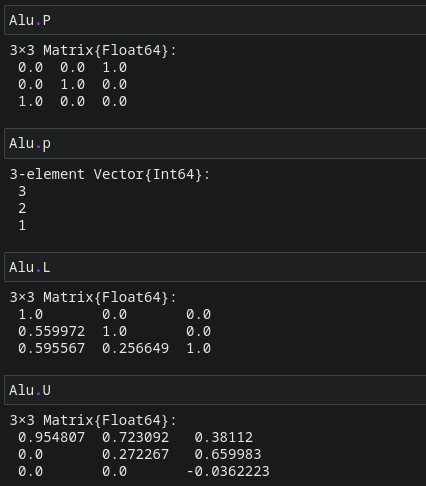 Alu.P
3×3 Matrix{Float64}:
0.0 0.0 1.0
0.0 1.0 0.0
1.0 0.0 0.0
Alu.p
3-element Vector{Int64}:
3
2
1
Alu.L
3×3 Matrix{Float64}:
1.0 0.0 0.0
0.559972 1.0 0.0
0.595567 0.256649 1.0
Alu.U
3×3 Matrix{Float64}:
0.954807 0.723092 0.38112
0.0 0.272267 0.659983
0.0 0.0 -0.0362223